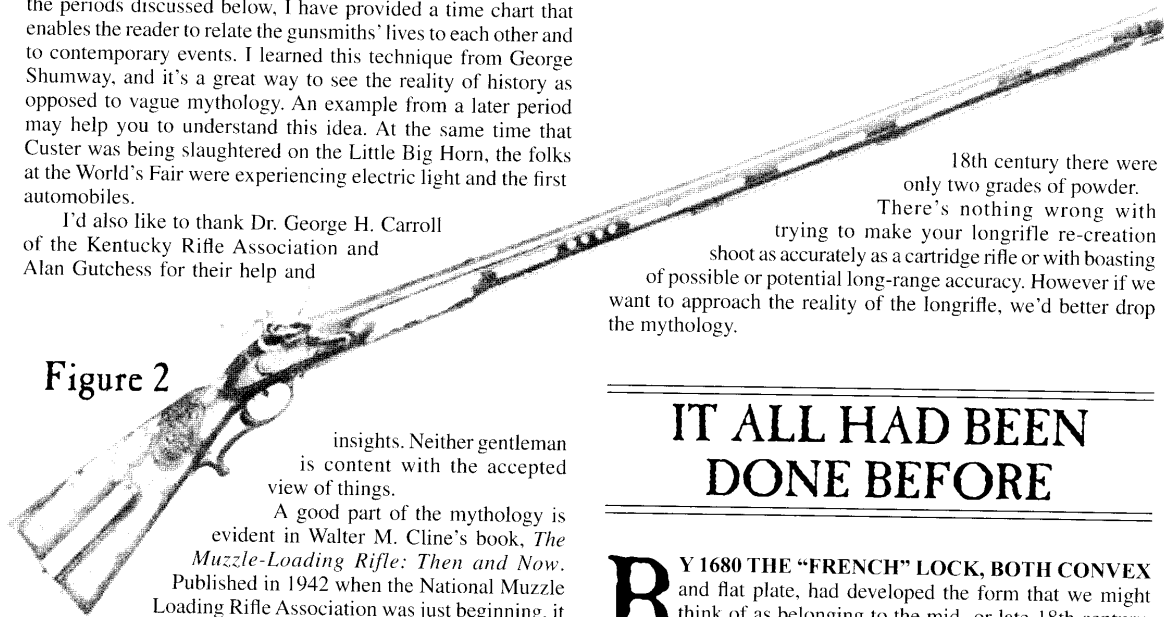 the periods discussed below, I have provided a time chart that
enables the reader to relate the gunsmiths' lives to each other and
to contemporary events. I learned this technique from George
Shumway, and it's a great way to see the reality of history as
opposed to vague mythology. An example from a later period
may help you to understand this idea. At the same time that
Custer was being slaughtered on the Little Big Horn, the folks
at the World's Fair were experiencing electric light and the first
automobiles.
I'd also like to thank Dr. George H. Carroll
of the Kentucky Rifle Association and
Alan Gutchess for their help and
Figure 2
insights. Neither gentleman
is content with the accepted
view of things.
A good part of the mythology is
evident in Walter M. Cline's book, The
Muzzle-Loading Rifle: Then and Now.
Published in 1942 when the National Muzzle
Loading Rifle Association was just beginning, it
18th century there were
only two grades of powder.
There's nothing wrong with
trying to make your longrifle re-creation
shoot as accurately as a cartridge rifle or with boasting
of possible or potential long-range accuracy. However if we
want to approach the reality of the longrifle, we'd better drop
the mythology.
IT ALL HAD BEEN
DONE BEFORE
BY 1680 THE “FRENCH” LOCK, BOTH CONVEX
and flat plate, had developed the form that we might
think of as belonging to the mid- or late 18th century.